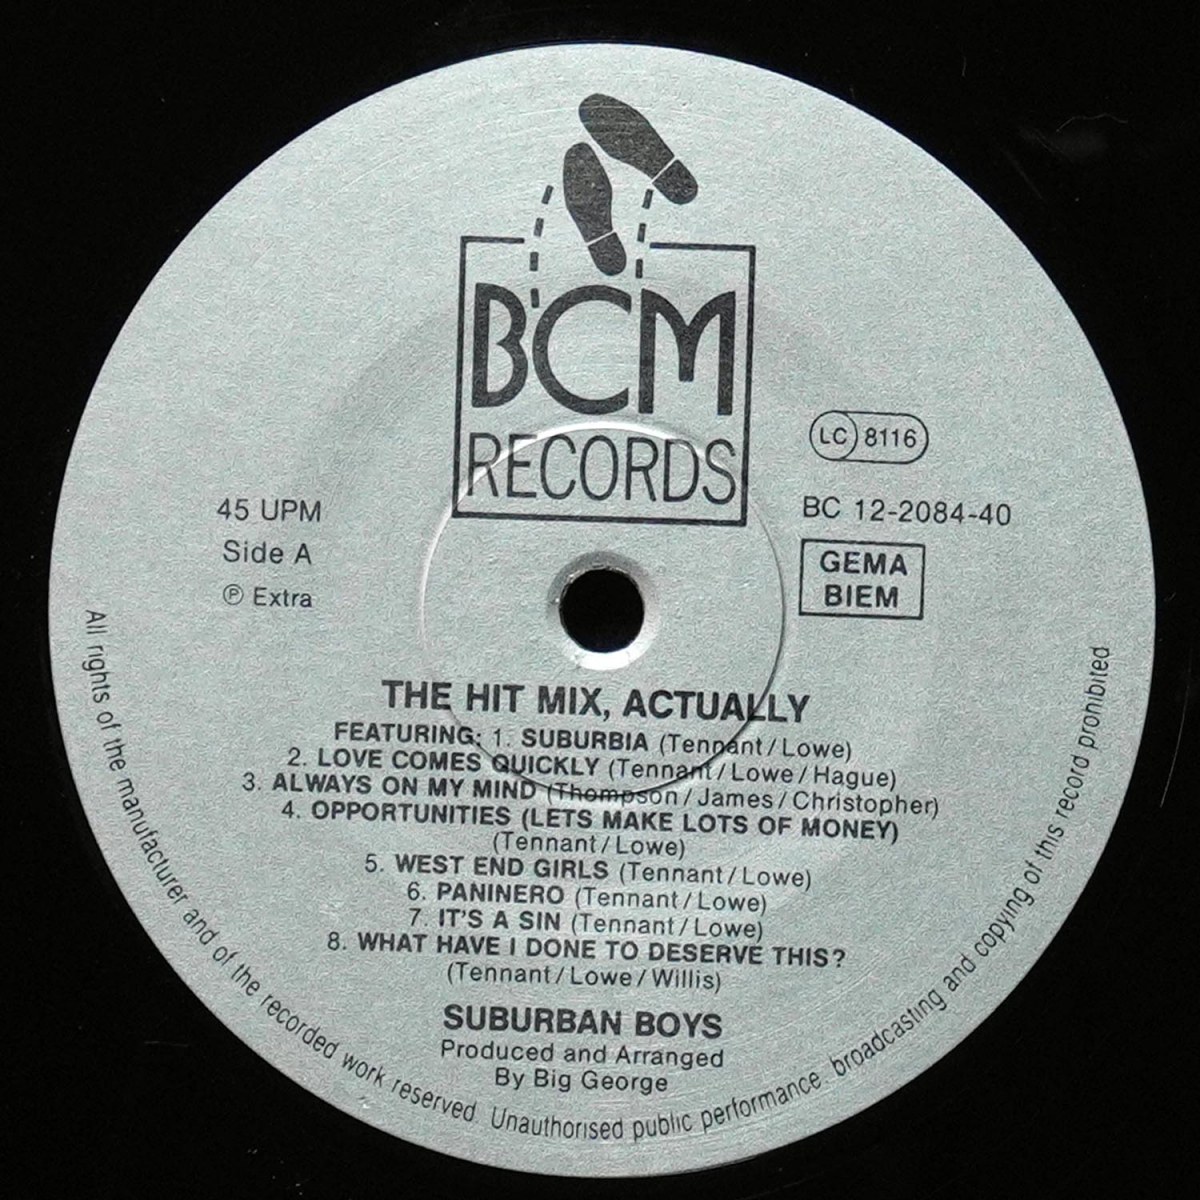 BCM
RECORDS
LC 8116
45 UPM
Side A
Ⓟ Extra
BC 12-2084-40
GEMA
BIEM
THE HIT MIX, ACTUALLY
FEATURING: 1. SUBURBIA (Tennant/Lowe)
2. LOVE COMES QUICKLY (Tennant/Lowe/Hague)
3. ALWAYS ON MY MIND (Thompson/James/Christopher)
4. OPPORTUNITIES (LETS MAKE LOTS OF MONEY)
(Tennant/Lowe)
5. WEST END GIRLS (Tennant/Lowe)
6. PANINERO (Tennant/Lowe)
7. IT'S A SIN (Tennant/Lowe)
8. WHAT HAVE I DONE TO DESERVE THIS?
(Tennant/Lowe/Willis)
SUBURBAN BOYS
Produced and Arranged
By Big George
All rights of the manufacturer and of the recorded work reserved. Unauthorised public performance. broadcasting and copying of this record prohibited